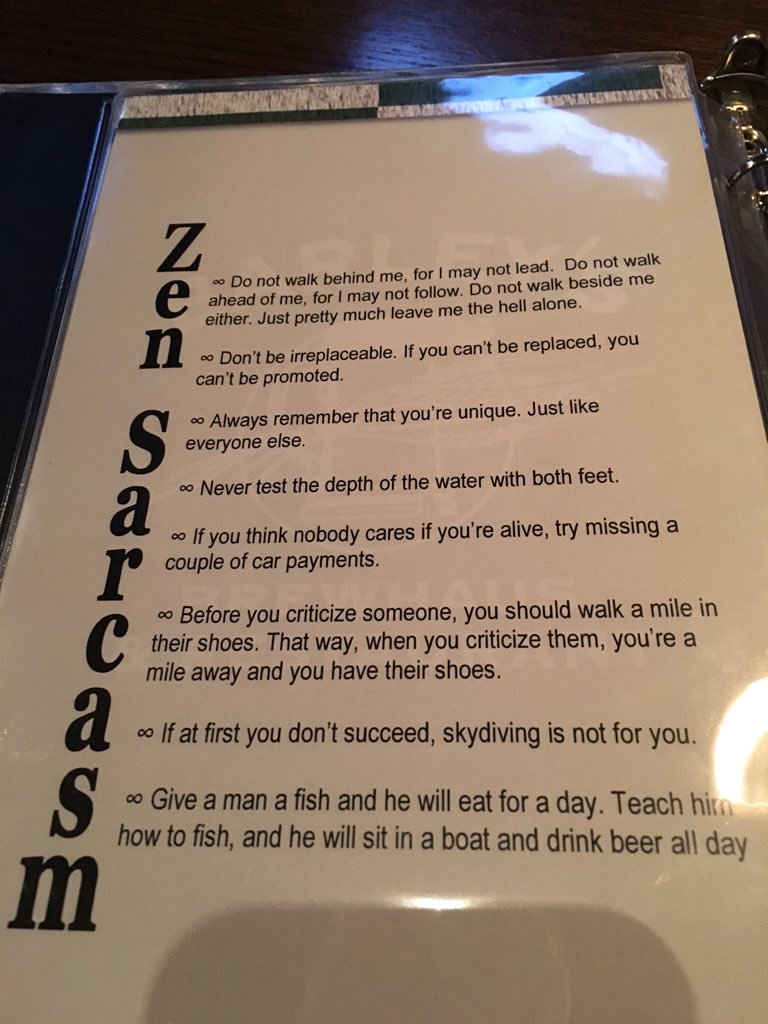 Zen Sarcasm
∞ Do not walk behind me, for I may not lead. Do not walk
ahead of me, for I may not follow. Do not walk beside me
either. Just pretty much leave me the hell alone.
∞ Don't be irreplaceable. If you can't be replaced, you
can't be promoted.
∞ Always remember that you're unique. Just like
everyone else.
∞ Never test the depth of the water with both feet.
∞ If you think nobody cares if you're alive, try missing a
couple of car payments.
∞ Before you criticize someone, you should walk a mile in
their shoes. That way, when you criticize them, you're a
mile away and you have their shoes.
∞ If at first you don't succeed, skydiving is not for you.
∞ Give a man a fish and he will eat for a day. Teach him
how to fish, and he will sit in a boat and drink beer all day
BREWHAUS